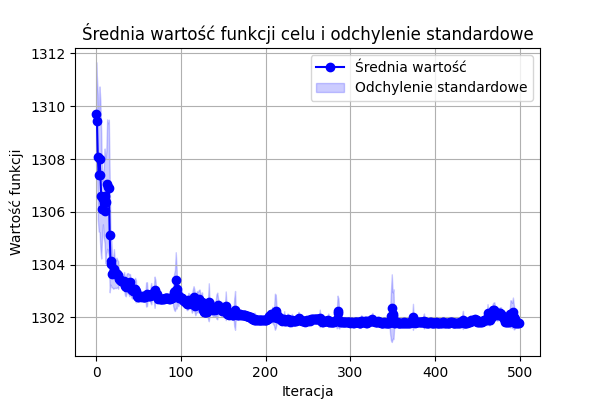 Średnia wartość funkcji celu i odchylenie standardowe
Średnia wartość
Odchylenie standardowe
Wartość funkcji
1312
1310
1308
1306
1304
1302
0 100 200 300 400 500
Iteracja